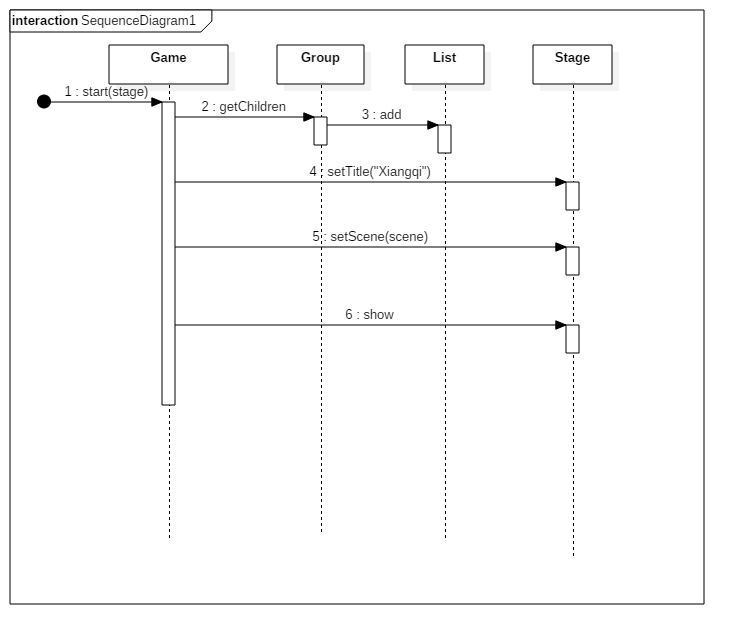 interaction SequenceDiagram1
Game
Group
List
Stage
1 : start(stage)
2 : getChildren
3 : add
4 : setTitle("Xiangqi")
5 : setScene(scene)
6 : show